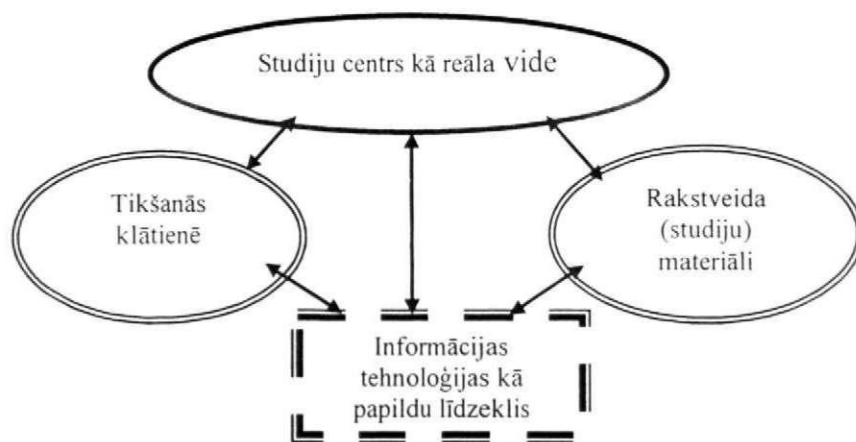 Studiju centrs kā reāla vide
Tikšanās
klātienē
Rakstveida
(studiju)
materiāli
Informācijas
tehnoloģijas kā
papildu līdzeklis